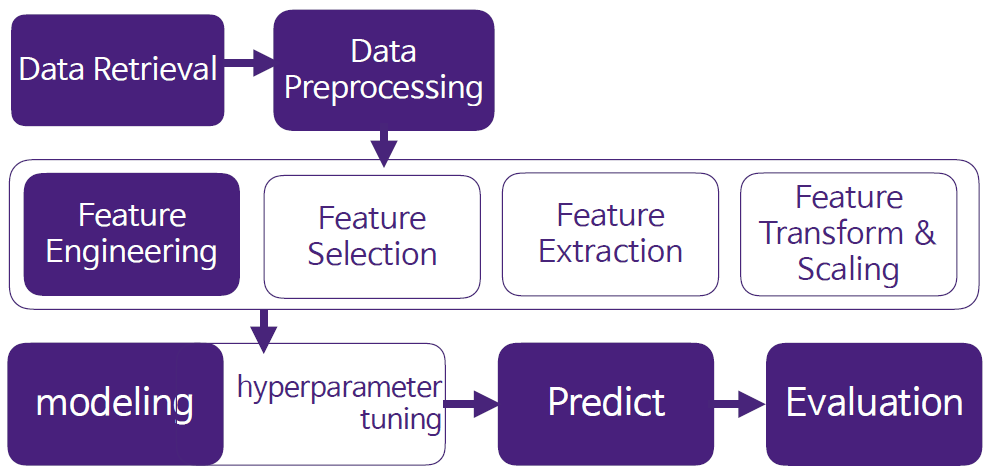 Data Retrieval
Data
Preprocessing
Feature
Engineering
Feature
Selection
Feature
Extraction
Feature
Transform &
Scaling
modeling
hyperparameter
tuning
Predict
Evaluation